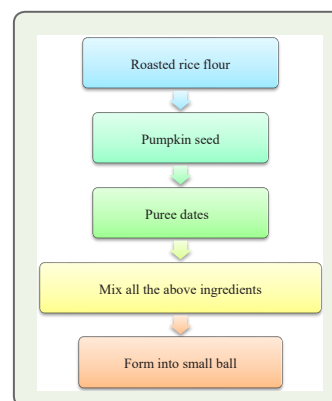 Roasted rice flour
Pumpkin seed
Puree dates
Mix all the above ingredients
Form into small ball